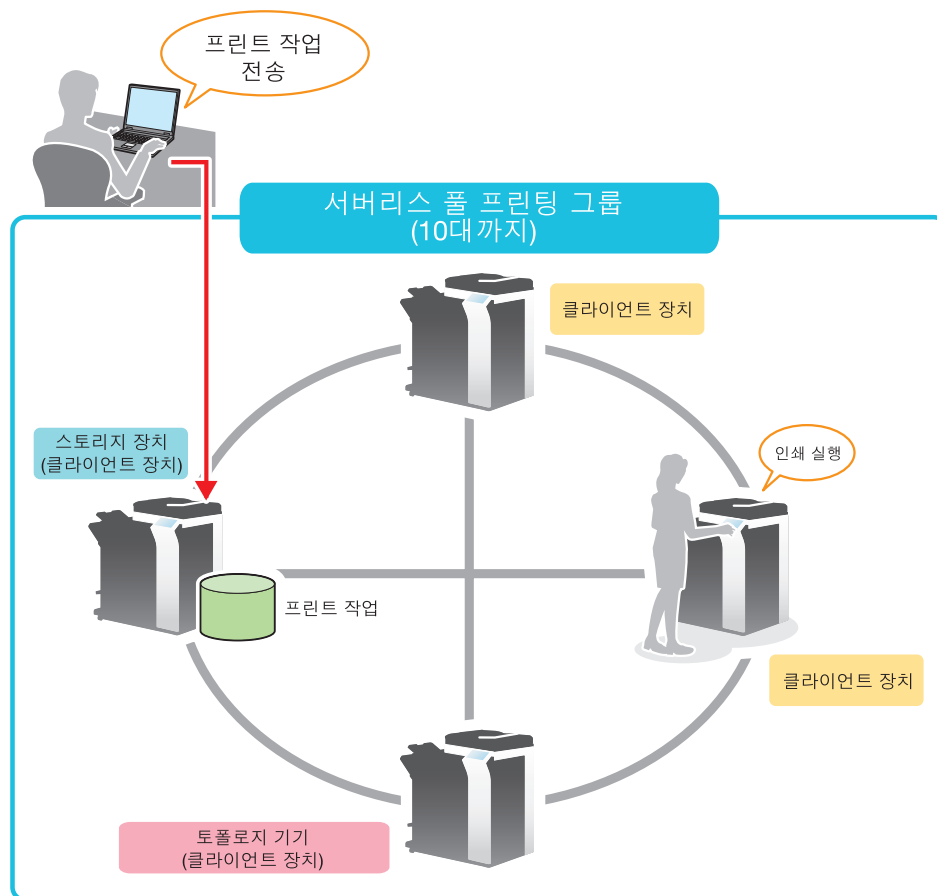 프린트 작업
전송
서버리스 풀 프린팅 그룹
(10대까지)
클라이언트 장치
스토리지 장치
(클라이언트 장치)
인쇄 실행
프린트 작업
클라이언트 장치
토폴로지 기기
(클라이언트 장치)